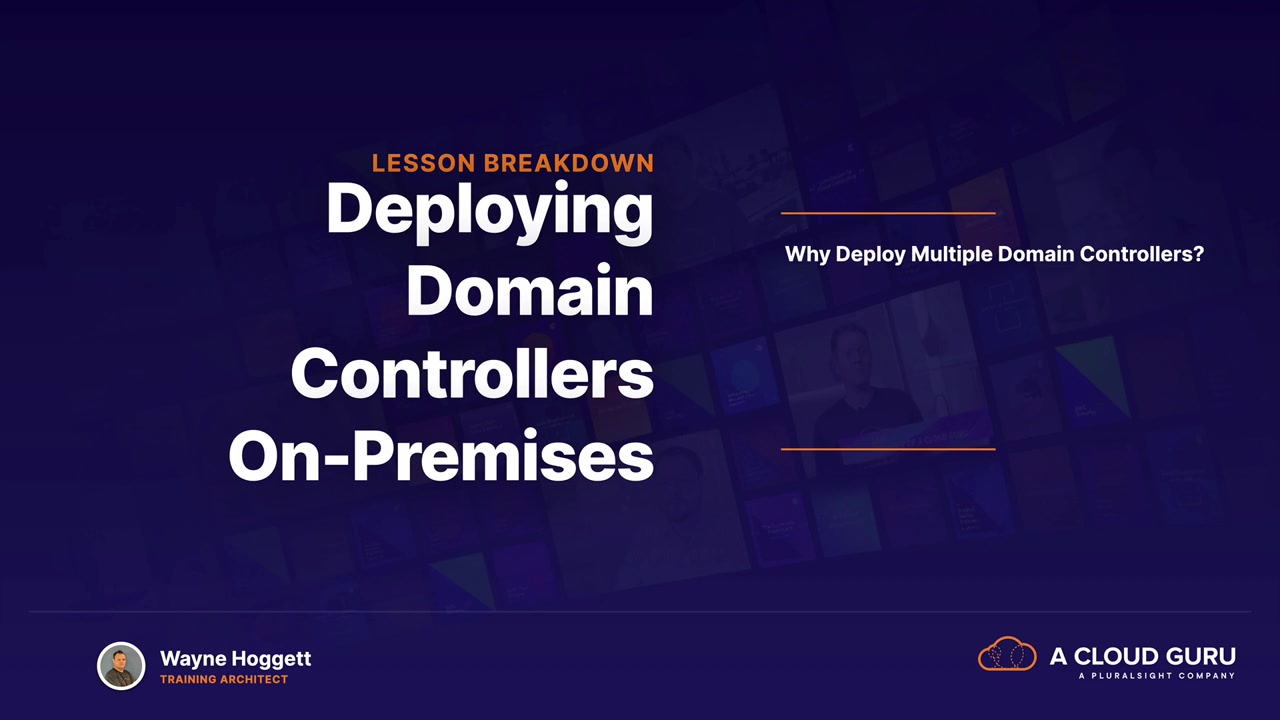 LESSON BREAKDOWN
Deploying
Domain
Controllers
On-Premises
Why Deploy Multiple Domain Controllers?
Wayne Hoggett
TRAINING ARCHITECT
A CLOUD GURU
A PLURALSIGHT COMPANY